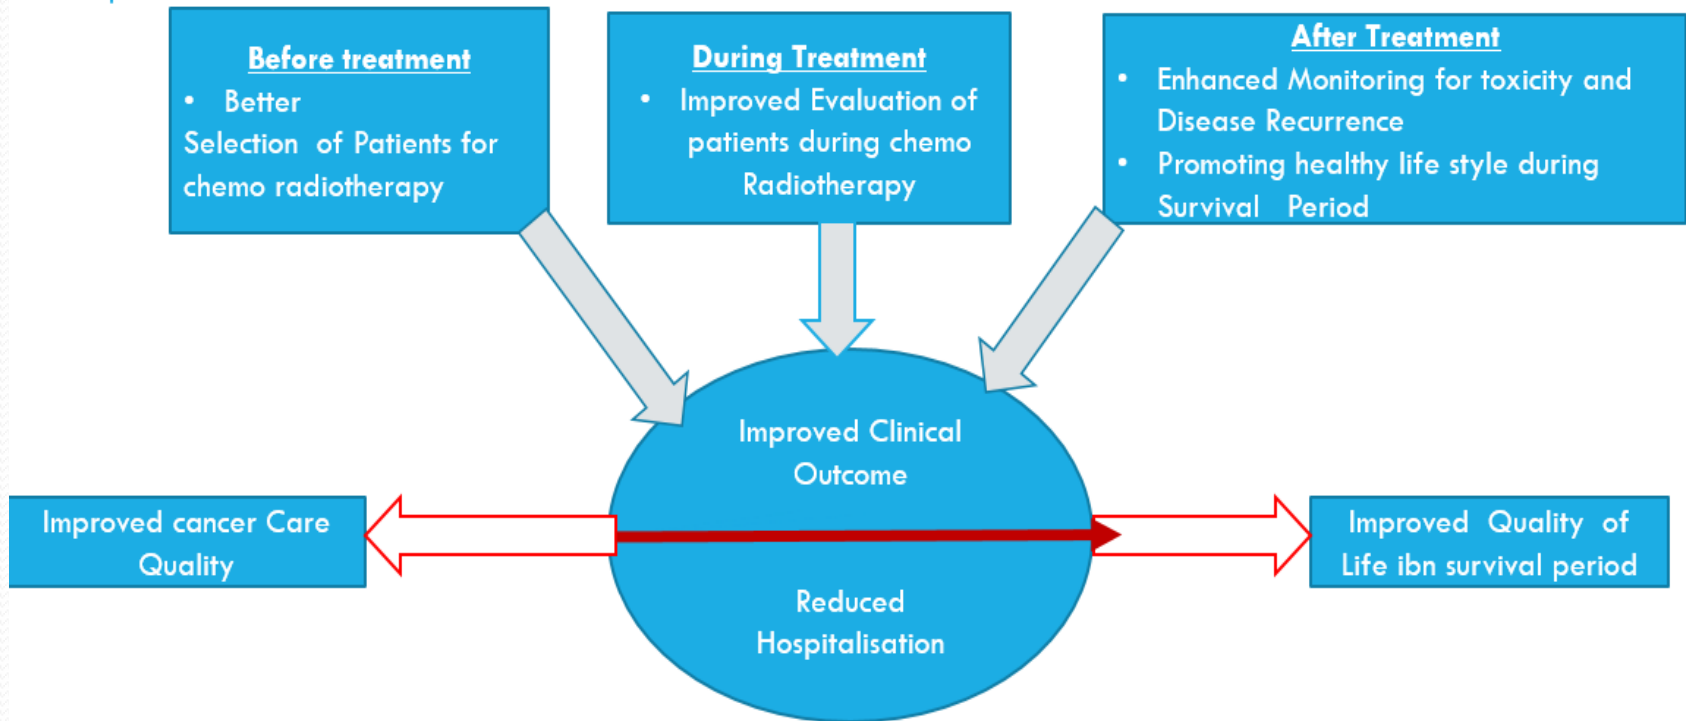 Before treatment
• Better
Selection of Patients for
chemo radiotherapy
During Treatment
• Improved Evaluation of
patients during chemo
Radiotherapy
After Treatment
• Enhanced Monitoring for toxicity and
Disease Recurrence
• Promoting healthy life style during
Survival Period
Improved Clinical
Outcome
Improved cancer Care
Quality
Improved Quality of
Life ibn survival period
Reduced
Hospitalisation